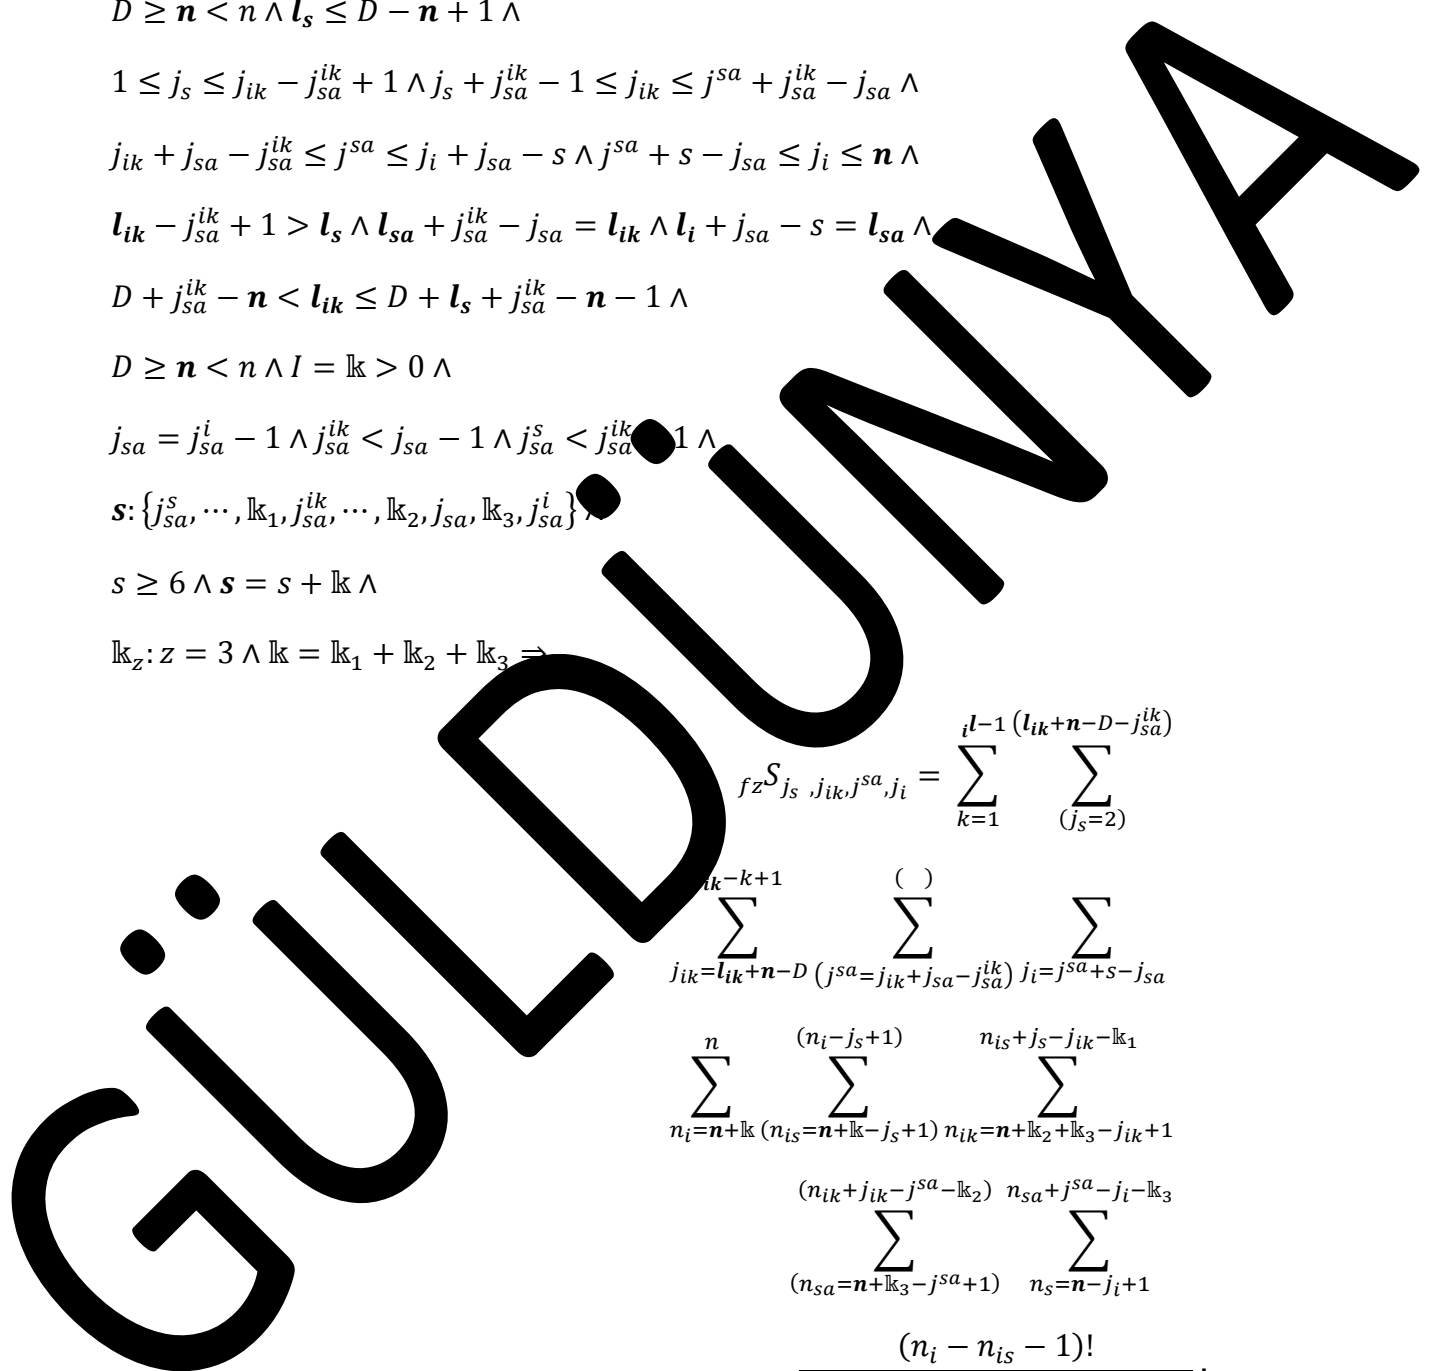 D ≥ n < n ∧ l_s ≤ D − n + 1 ∧
1 ≤ j_s ≤ j_{ik} − j_{sa}^{ik} + 1 ∧ j_s + j_{sa}^{ik} − 1 ≤ j_{ik} ≤ j^{sa} + j_{sa}^{ik} − j_{sa} ∧
j_{ik} + j_{sa} − j_{sa}^{ik} ≤ j^{sa} ≤ j_i + j_{sa} − s ∧ j^{sa} + s − j_{sa} ≤ j_i ≤ n ∧
l_{ik} − j_{sa}^{ik} + 1 > l_s ∧ l_{sa} + j_{sa}^{ik} − j_{sa} = l_{ik} ∧ l_i + j_{sa} − s = l_{sa} ∧
D + j_{sa}^{ik} − n < l_{ik} ≤ D + l_s + j_{sa}^{ik} − n − 1 ∧
D ≥ n < n ∧ I = 𝕜 > 0 ∧
j_{sa} = j_{sa}^{i} − 1 ∧ j_{sa}^{ik} < j_{sa} − 1 ∧ j_{sa}^{s} < j_{sa}^{ik} 1 ∧
s: {j_{sa}^{s}, ⋯, 𝕜_1, j_{sa}^{ik}, ⋯, 𝕜_2, j_{sa}, 𝕜_3, j_{sa}^{i}} ∧
s ≥ 6 ∧ s = s + 𝕜 ∧
𝕜_z: z = 3 ∧ 𝕜 = 𝕜_1 + 𝕜_2 + 𝕜_3 ⇒
_{fz}S_{j_s ,j_{ik},j^{sa},j_i} = ∑_{k=1}^{_{i}l−1} ∑_{(j_s=2)}^{(l_{ik}+n−D−j_{sa}^{ik})}
∑_{j_{ik}=l_{ik}+n−D}^{_{ik}−k+1} ∑_{(j^{sa}=j_{ik}+j_{sa}−j_{sa}^{ik})}^{( )} ∑_{j_i=j^{sa}+s−j_{sa}}
∑_{n_i=n+𝕜}^{n} ∑_{(n_{is}=n+𝕜−j_s+1)}^{(n_i−j_s+1)} ∑_{n_{ik}=n+𝕜_2+𝕜_3−j_{ik}+1}^{n_{is}+j_s−j_{ik}−𝕜_1}
∑_{(n_{sa}=n+𝕜_3−j^{sa}+1)}^{(n_{ik}+j_{ik}−j^{sa}−𝕜_2)} ∑_{n_s=n−j_i+1}^{n_{sa}+j^{sa}−j_i−𝕜_3}
(n_i − n_{is} − 1)!
GÜLDÜNYA